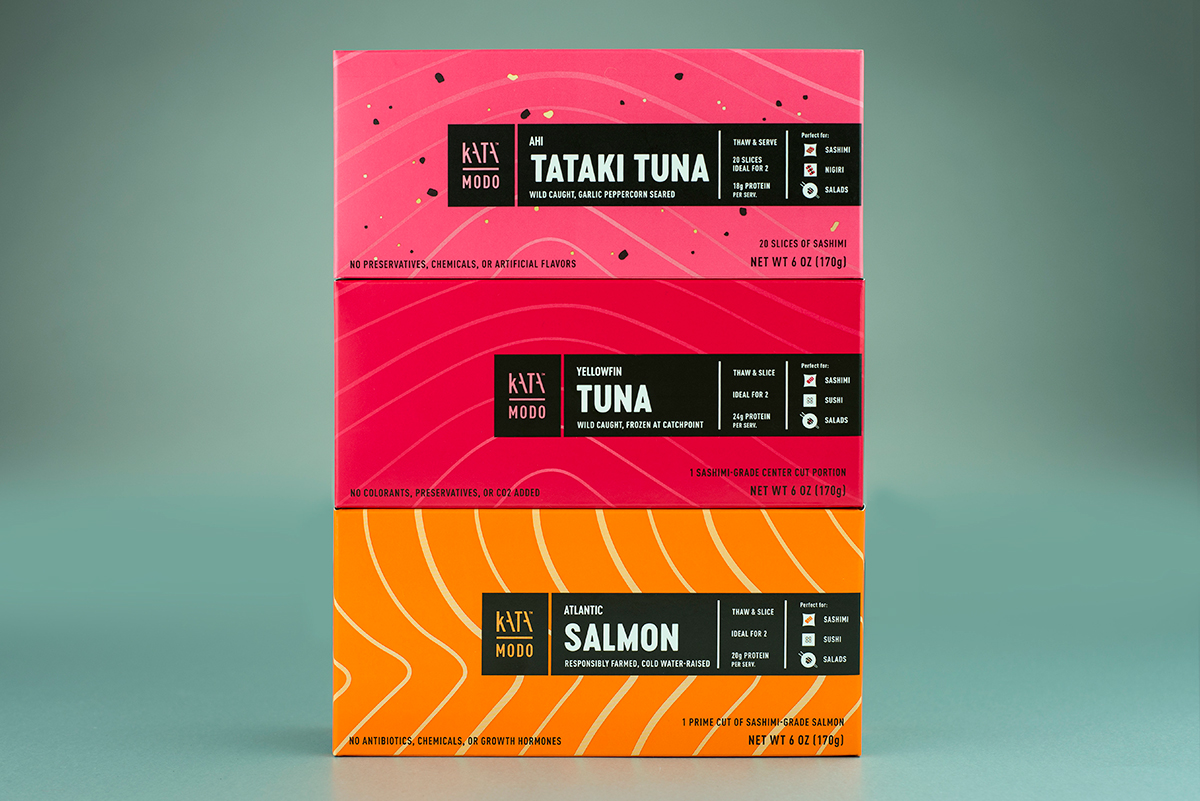 KATA™
MODO
AHI
TATAKI TUNA
WILD CAUGHT, GARLIC PEPPERCORN SEARED
THAW & SERVE
20 SLICES
IDEAL FOR 2
18g PROTEIN
PER SERV.
Perfect for:
SASHIMI
NIGIRI
SALADS
20 SLICES OF SASHIMI
NO PRESERVATIVES, CHEMICALS, OR ARTIFICIAL FLAVORS
NET WT 6 OZ (170g)
KATA™
MODO
YELLOWFIN
TUNA
WILD CAUGHT, FROZEN AT CATCHPOINT
THAW & SLICE
IDEAL FOR 2
24g PROTEIN
PER SERV.
Perfect for:
SASHIMI
SUSHI
SALADS
1 SASHIMI-GRADE CENTER CUT PORTION
NO COLORANTS, PRESERVATIVES, OR CO2 ADDED
NET WT 6 OZ (170g)
KATA™
MODO
ATLANTIC
SALMON
RESPONSIBLY FARMED, COLD WATER-RAISED
THAW & SLICE
IDEAL FOR 2
20g PROTEIN
PER SERV.
Perfect for:
SASHIMI
SUSHI
SALADS
1 PRIME CUT OF SASHIMI-GRADE SALMON
NO ANTIBIOTICS, CHEMICALS, OR GROWTH HORMONES
NET WT 6 OZ (170g)